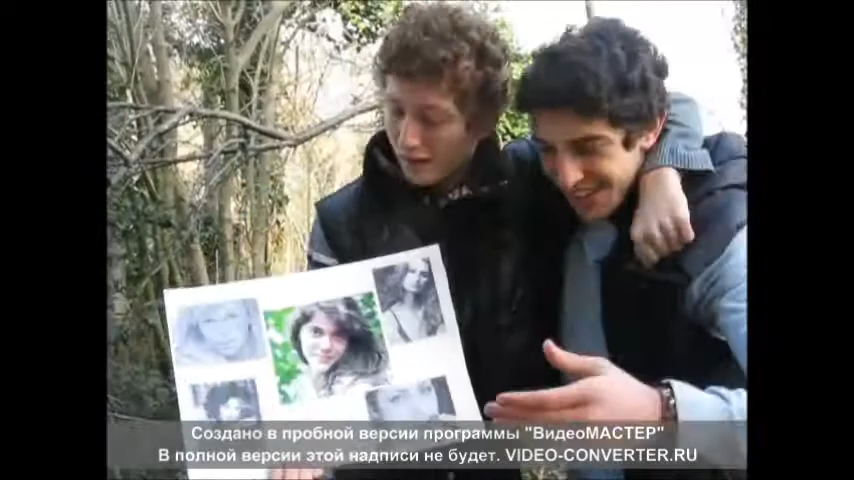 Создано в пробной версии программы "ВидеоМАСТЕР"
В полной версии этой надписи не будет. VIDEO-CONVERTER.RU